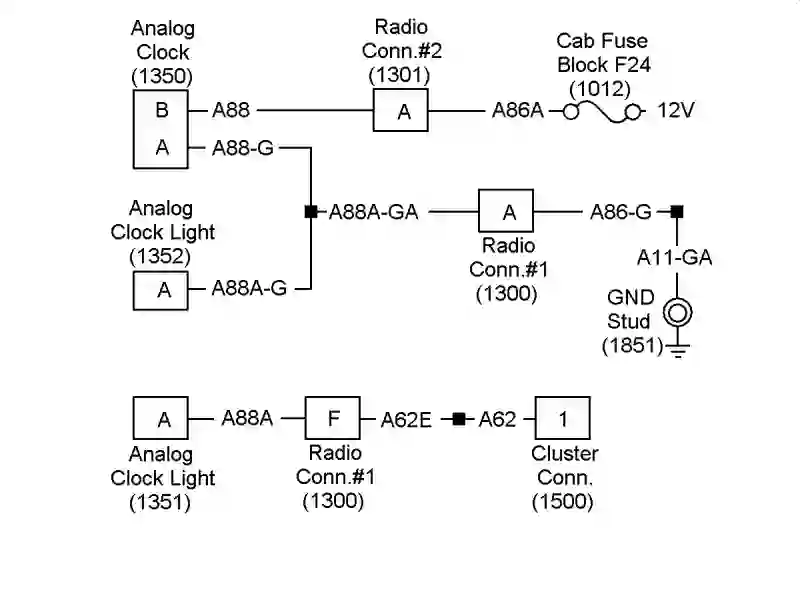 Analog
Clock
(1350)
Radio
Conn.#2
(1301)
Cab Fuse
Block F24
(1012)
B
A88
A
A86A
12V
A
A88-G
Analog
Clock Light
(1352)
A88A-GA
A
A86-G
Radio
Conn.#1
(1300)
A11-GA
A
A88A-G
GND
Stud
(1851)
A
A88A
F
A62E
A62
1
Analog
Clock Light
(1351)
Radio
Conn.#1
(1300)
Cluster
Conn.
(1500)